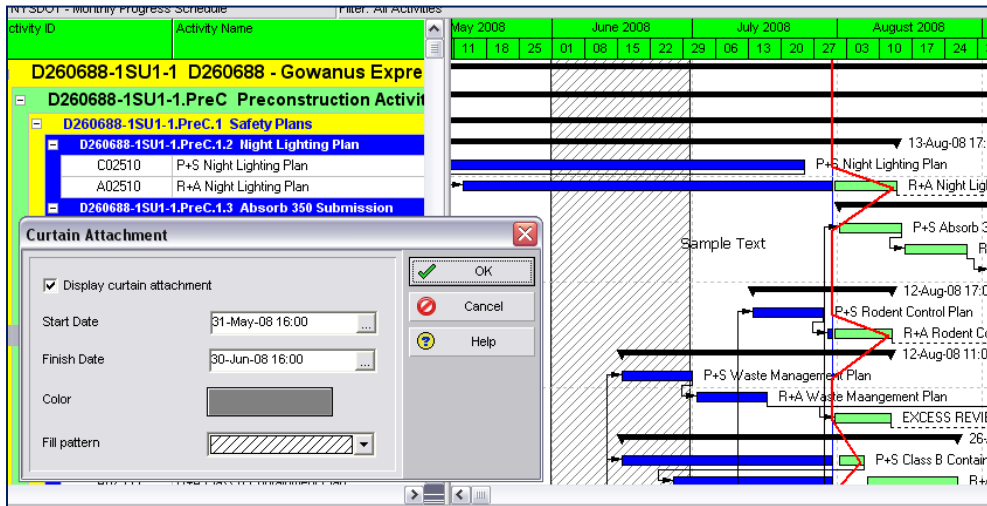 NYSDOT - Monthly Progress Schedule Filter: All Activities
ctivity ID Activity Name May 2008 June 2008 July 2008 August 2008
11 18 25 01 08 15 22 29 06 13 20 27 03 10 17 24
D260688-1SU1-1 D260688 - Gowanus Expre
D260688-1SU1-1.PreC Preconstruction Activit
D260688-1SU1-1.PreC.1 Safety Plans
D260688-1SU1-1.PreC.1.2 Night Lighting Plan 13-Aug-08 17:
C02510 P+S Night Lighting Plan P+S Night Lighting Plan
A02510 R+A Night Lighting Plan R+A Night Lig
D260688-1SU1-1.PreC.1.3 Absorb 350 Submission
P+S Absorb 3
Sample Text R
12-Aug-08 17:0
P+S Rodent Control Plan
R+A Rodent Co
12-Aug-08 11:0
P+S Waste Management Plan
R+A Waste Maangement Plan
EXCESS REVIE
26-
P+S Class B Contain
R+
Curtain Attachment
Display curtain attachment
Start Date 31-May-08 16:00 ...
Finish Date 30-Jun-08 16:00 ...
Color
Fill pattern
OK
Cancel
Help